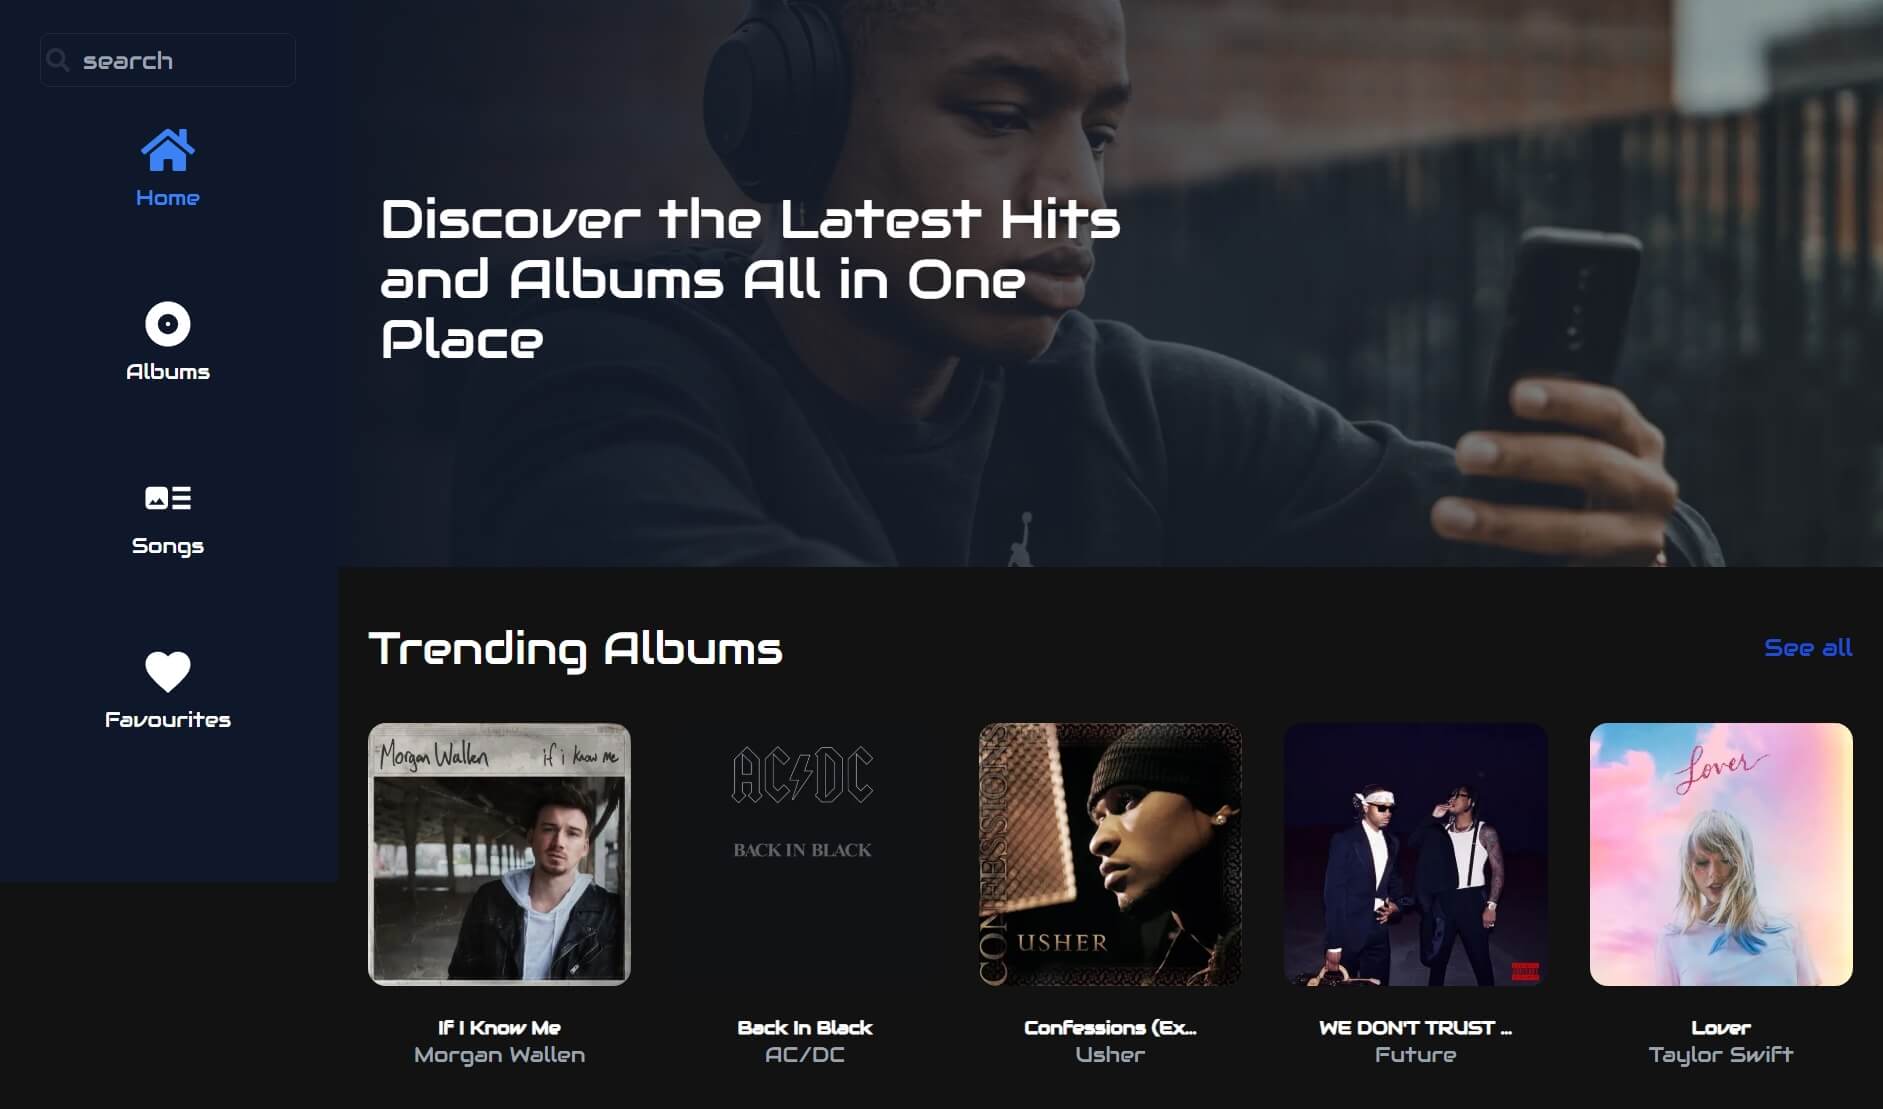 search
Home
Albums
Songs
Favourites
Discover the Latest Hits
and Albums All in One
Place
Trending Albums
See all
Morgan Wallen if i know me
AC/DC
BACK IN BLACK
CONFESSIONS
USHER
Lover
If I Know Me
Morgan Wallen
Back In Black
AC/DC
Confessions (Ex...
Usher
WE DON'T TRUST ...
Future
Lover
Taylor Swift